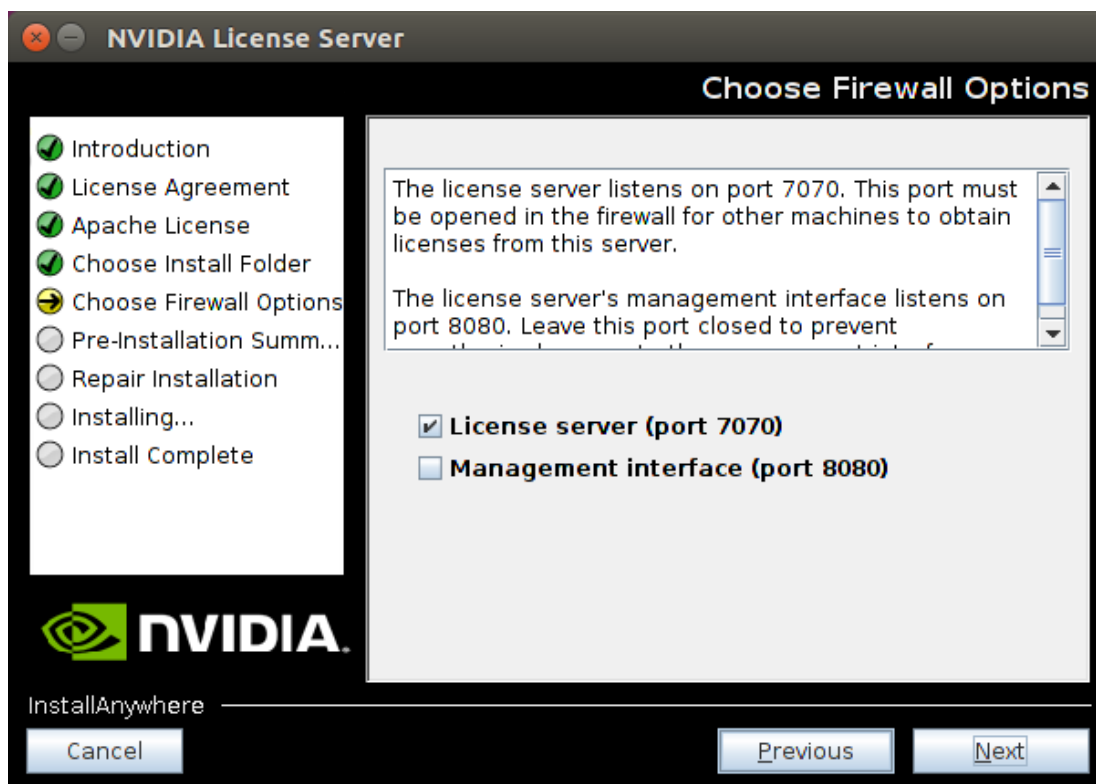 NVIDIA License Server
Choose Firewall Options
Introduction
License Agreement
Apache License
Choose Install Folder
Choose Firewall Options
Pre-Installation Summ...
Repair Installation
Installing...
Install Complete
The license server listens on port 7070. This port must
be opened in the firewall for other machines to obtain
licenses from this server.
The license server's management interface listens on
port 8080. Leave this port closed to prevent
License server (port 7070)
Management interface (port 8080)
NVIDIA.
InstallAnywhere
Cancel
Previous
Next